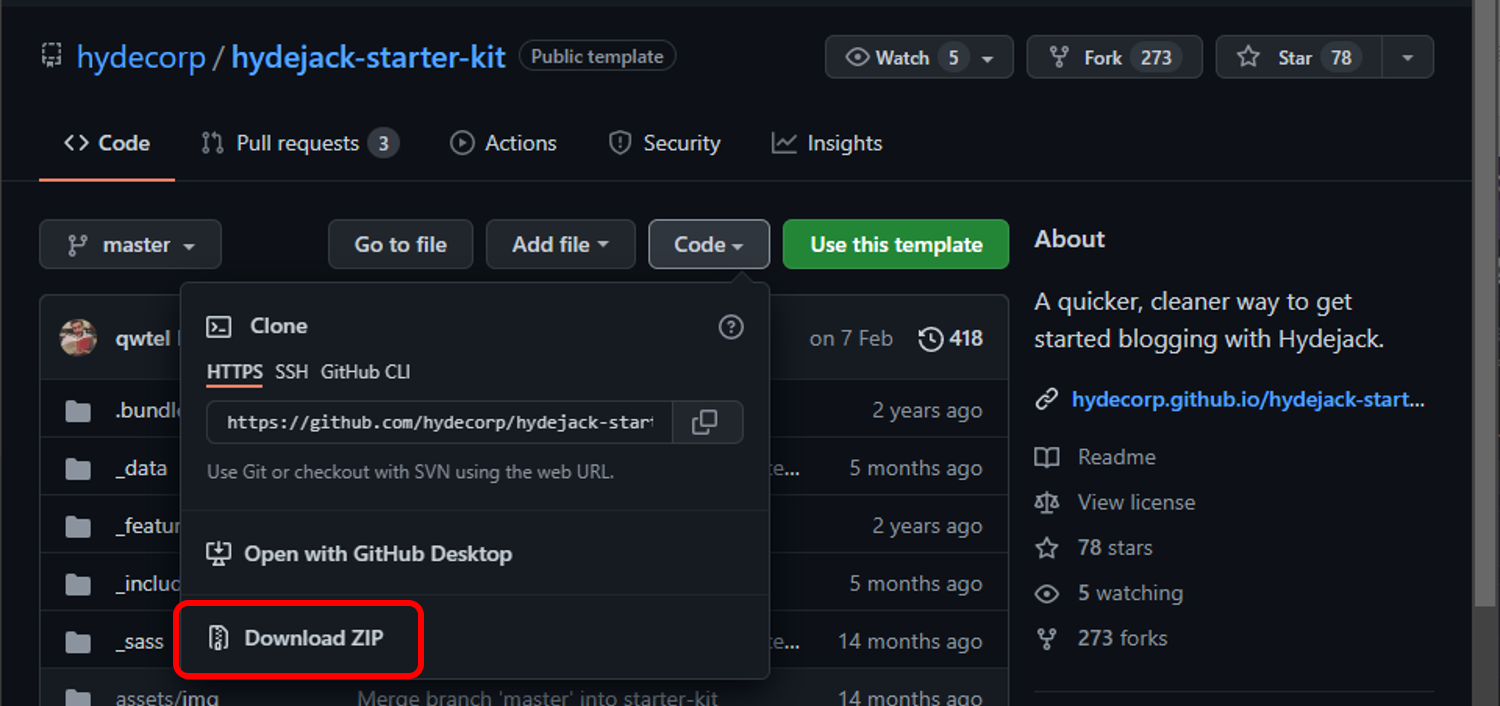 hydecorp / hydejack-starter-kit Public template Watch 5 Fork 273 Star 78
Code Pull requests 3 Actions Security Insights
master Go to file Add file Code Use this template
About
A quicker, cleaner way to get
started blogging with Hydejack.
hydecorp.github.io/hydejack-start...
Readme
View license
78 stars
5 watching
273 forks
qwtel on 7 Feb 418
Clone
HTTPS SSH GitHub CLI
https://github.com/hydecorp/hydejack-star
Use Git or checkout with SVN using the web URL.
Open with GitHub Desktop
Download ZIP
.bundl 2 years ago
_data te... 5 months ago
_featur 2 years ago
_includ 5 months ago
_sass te... 14 months ago
assets/img Merge branch 'master' into starter-kit 14 months ago